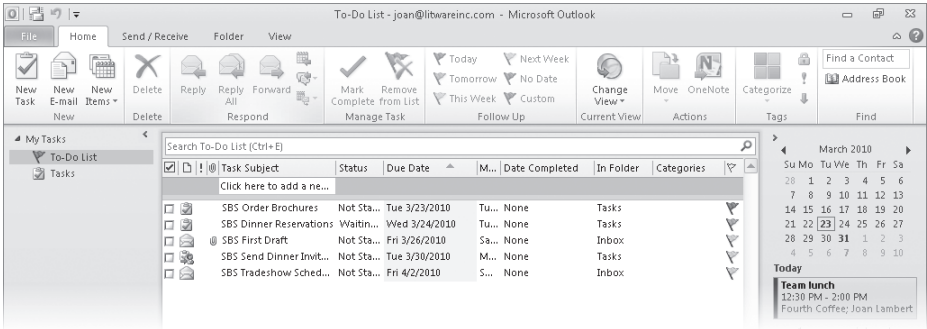 To-Do List - joan@litwareinc.com - Microsoft Outlook
File Home Send / Receive Folder View
New Task
New E-mail
New Items
New
Delete
Delete
Reply
Reply All
Forward
Respond
Mark Complete
Remove from List
Manage Task
Today
Tomorrow
This Week
Next Week
No Date
Custom
Follow Up
Change View
Current View
Move
OneNote
Actions
Categorize
Tags
Find a Contact
Address Book
Find
My Tasks
To-Do List
Tasks
Search To-Do List (Ctrl+E)
Task Subject Status Due Date M... Date Completed In Folder Categories
Click here to add a ne...
SBS Order Brochures Not Sta... Tue 3/23/2010 Tu... None Tasks
SBS Dinner Reservations Waitin... Wed 3/24/2010 Tu... None Tasks
SBS First Draft Not Sta... Fri 3/26/2010 Sa... None Inbox
SBS Send Dinner Invit... Not Sta... Tue 3/30/2010 M... None Tasks
SBS Tradeshow Sched... Not Sta... Fri 4/2/2010 S... None Inbox
March 2010
Su Mo Tu We Th Fr Sa
28 1 2 3 4 5 6
7 8 9 10 11 12 13
14 15 16 17 18 19 20
21 22 23 24 25 26 27
28 29 30 31 1 2 3
4 5 6 7 8 9 10
Today
Team lunch
12:30 PM - 2:00 PM
Fourth Coffee; Joan Lambert